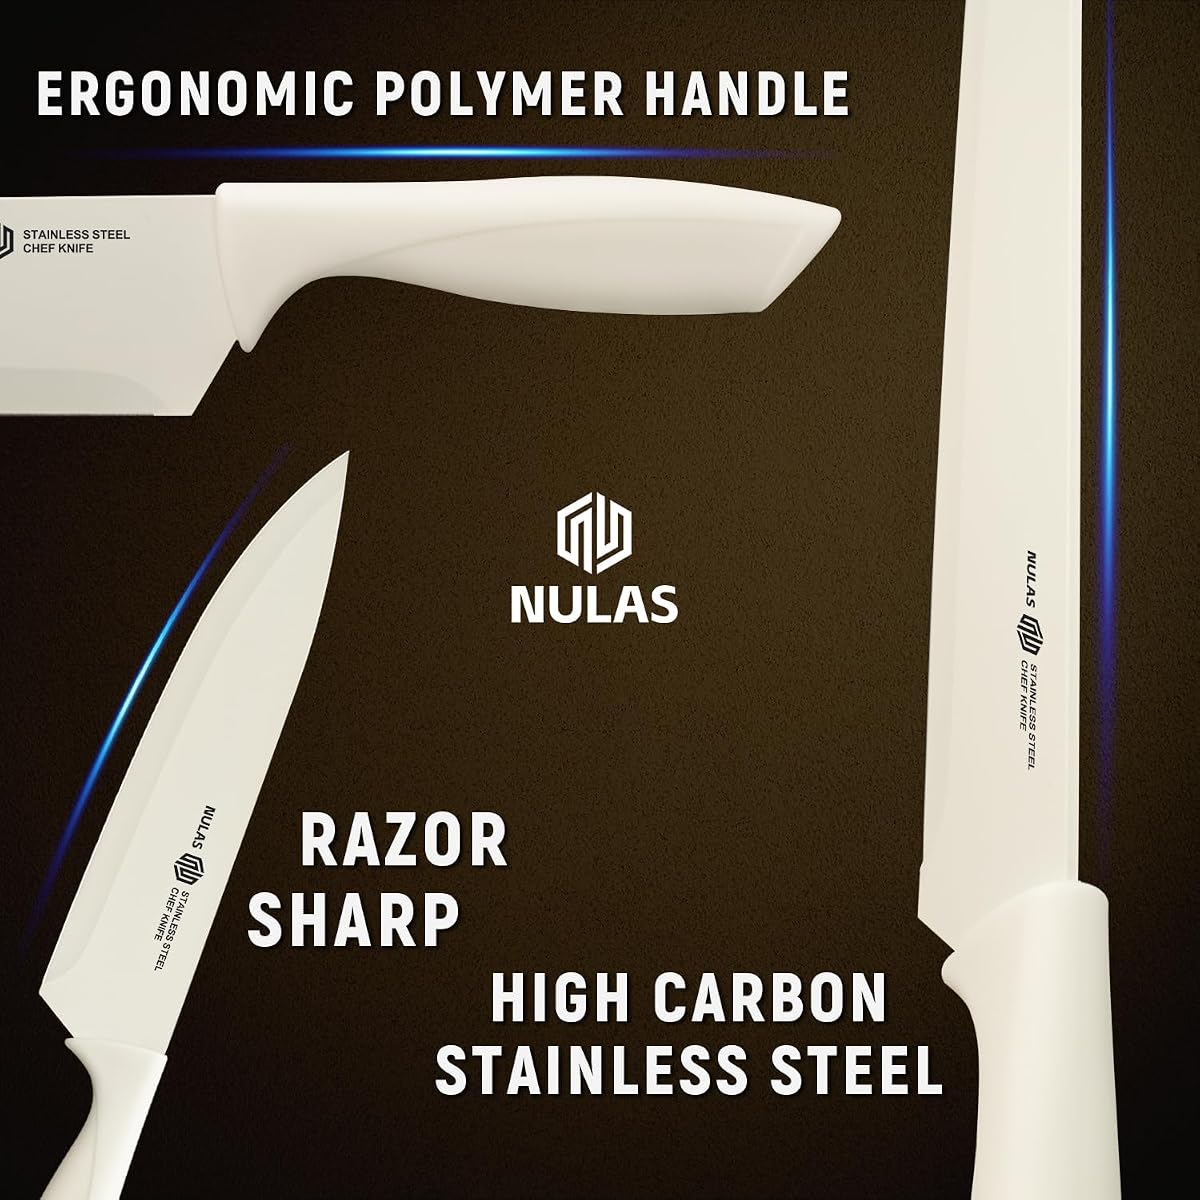 ERGONOMIC POLYMER HANDLE
STAINLESS STEEL
CHEF KNIFE
NULAS
NULAS
STAINLESS STEEL
CHEF KNIFE
NULAS
STAINLESS STEEL
CHEF KNIFE
RAZOR
SHARP
HIGH CARBON
STAINLESS STEEL